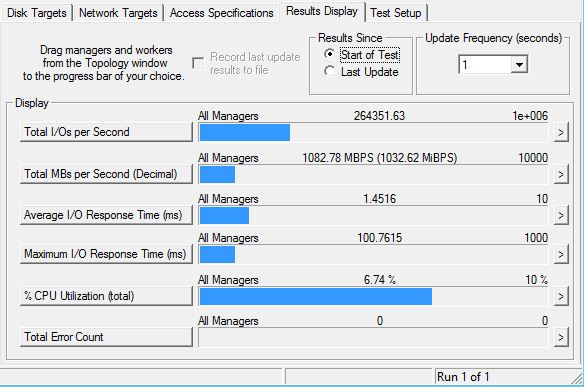 Disk Targets Network Targets Access Specifications Results Display Test Setup
Drag managers and workers
from the Topology window
to the progress bar of your choice.
Record last update
results to file
Results Since
Start of Test
Last Update
Update Frequency (seconds)
1
Display
All Managers 264351.63 1e+006
Total I/Os per Second >
All Managers 1082.78 MBPS (1032.62 MiBPS) 10000
Total MBs per Second (Decimal) >
All Managers 1.4516 10
Average I/O Response Time (ms) >
All Managers 100.7615 1000
Maximum I/O Response Time (ms) >
All Managers 6.74 % 10 %
% CPU Utilization (total) >
All Managers 0 0
Total Error Count >
Run 1 of 1